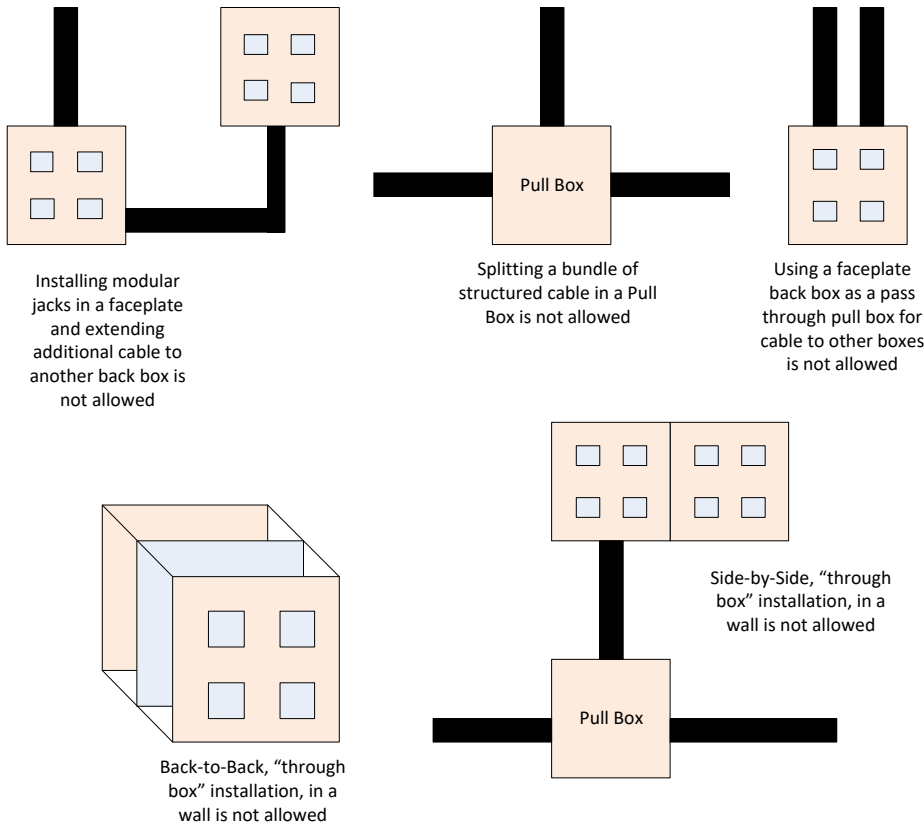 Pull Box
Installing modular
jacks in a faceplate
and extending
additional cable to
another back box is
not allowed
Splitting a bundle of
structured cable in a Pull
Box is not allowed
Using a faceplate
back box as a pass
through pull box for
cable to other boxes
is not allowed
Side-by-Side, “through
box” installation, in a
wall is not allowed
Pull Box
Back-to-Back, “through
box” installation, in a
wall is not allowed